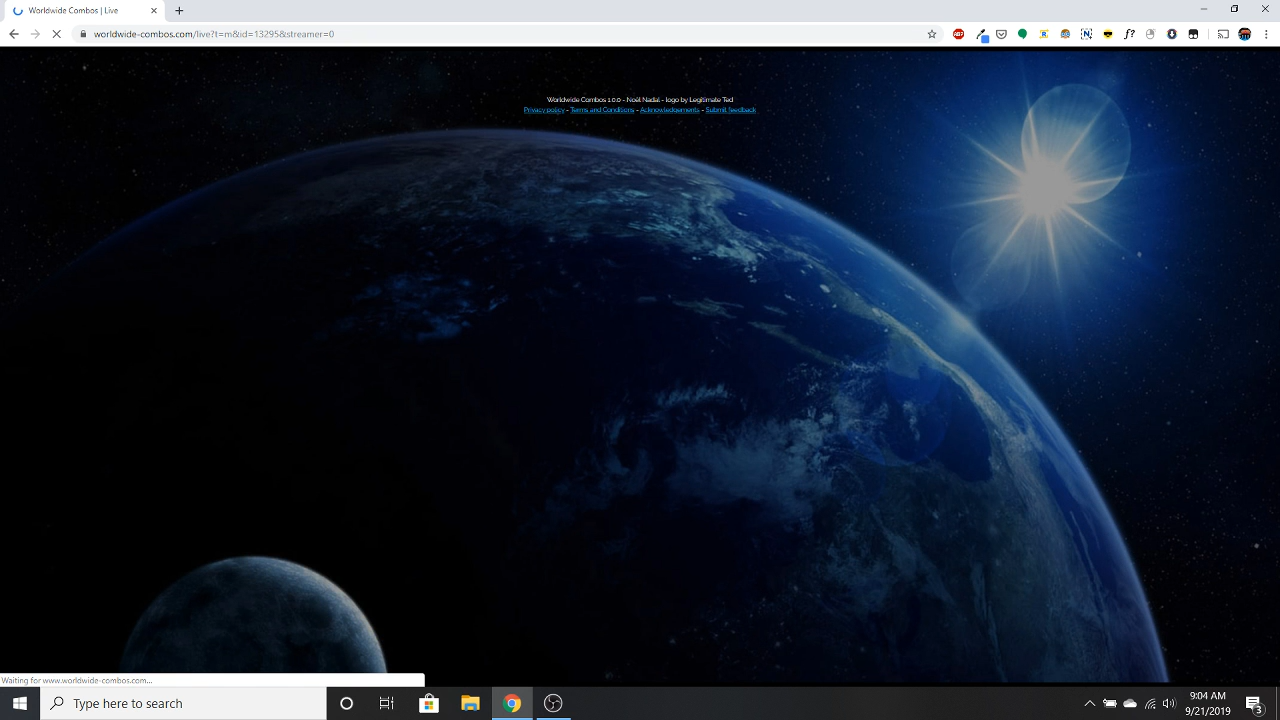 Worldwide Combos | Live
worldwide-combos.com/live?t=m&id=13295&streamer=0
Worldwide Combos 1.0.0 - Noël Nadal - logo by Legitimate Ted
Privacy policy - Terms and Conditions - Acknowledgements - Submit feedback
Waiting for www.worldwide-combos.com...
Type here to search
9:04 AM
9/21/2019
3